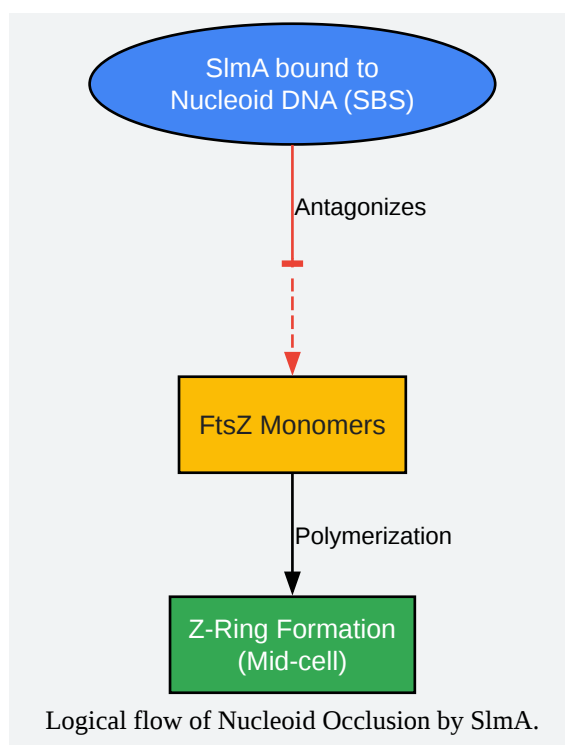 SlmA bound to
Nucleoid DNA (SBS)
Antagonizes
FtsZ Monomers
Polymerization
Z-Ring Formation
(Mid-cell)
Logical flow of Nucleoid Occlusion by SlmA.